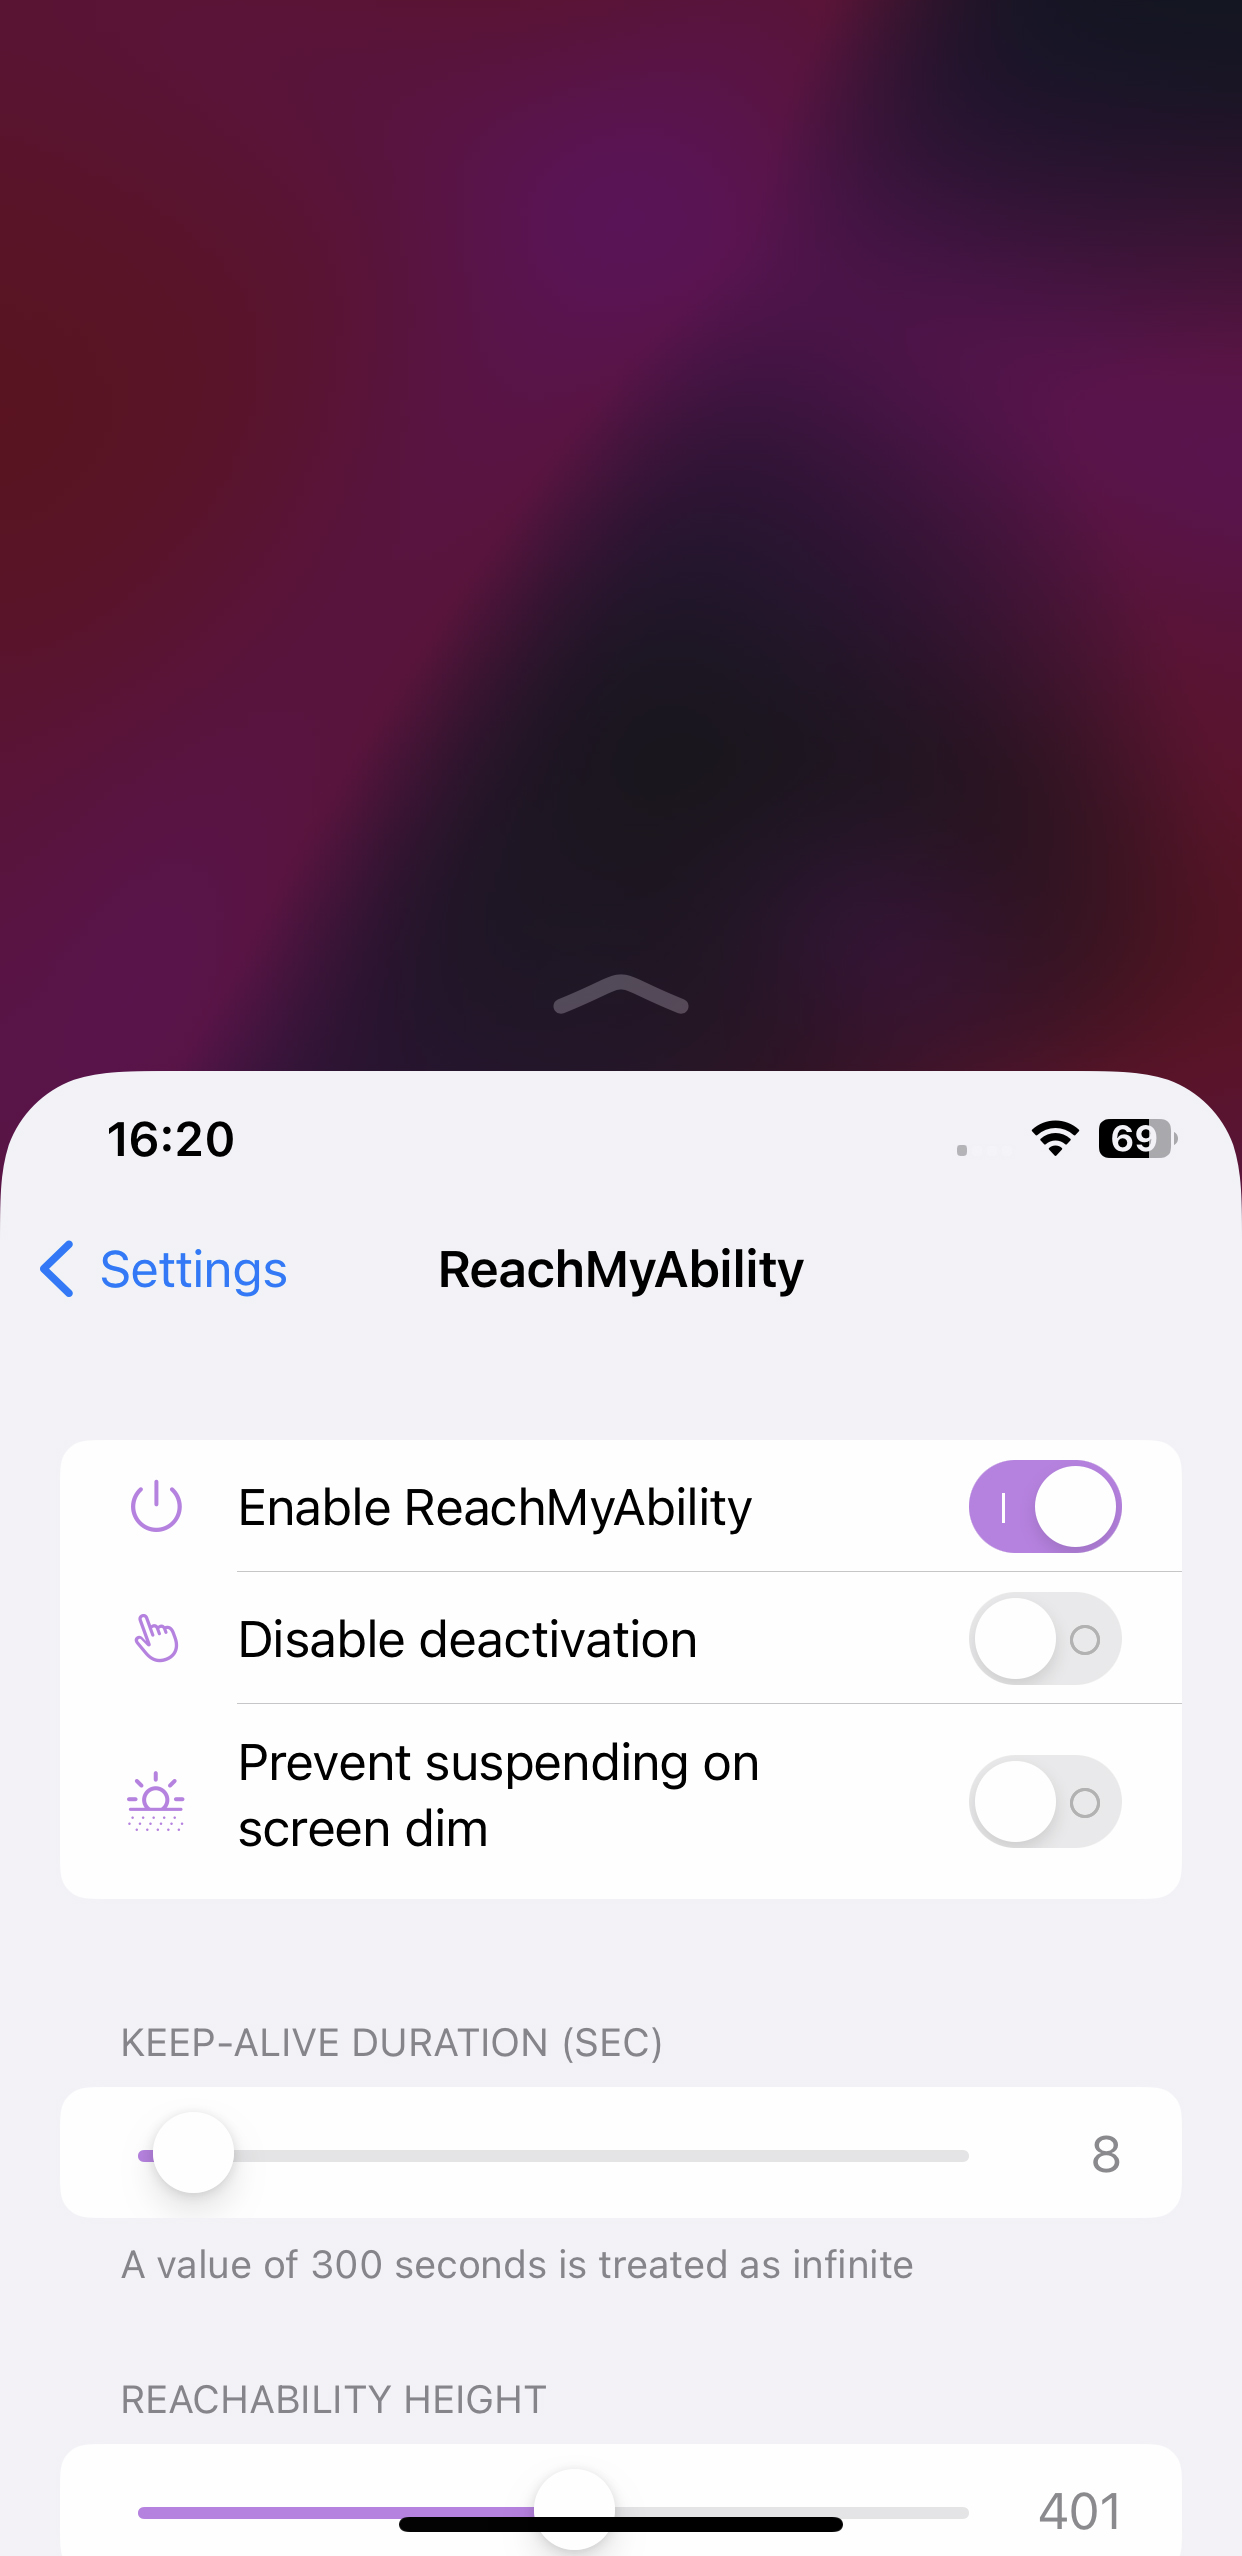 16:20
69
Settings
ReachMyAbility
Enable ReachMyAbility
Disable deactivation
Prevent suspending on
screen dim
KEEP-ALIVE DURATION (SEC)
8
A value of 300 seconds is treated as infinite
REACHABILITY HEIGHT
401